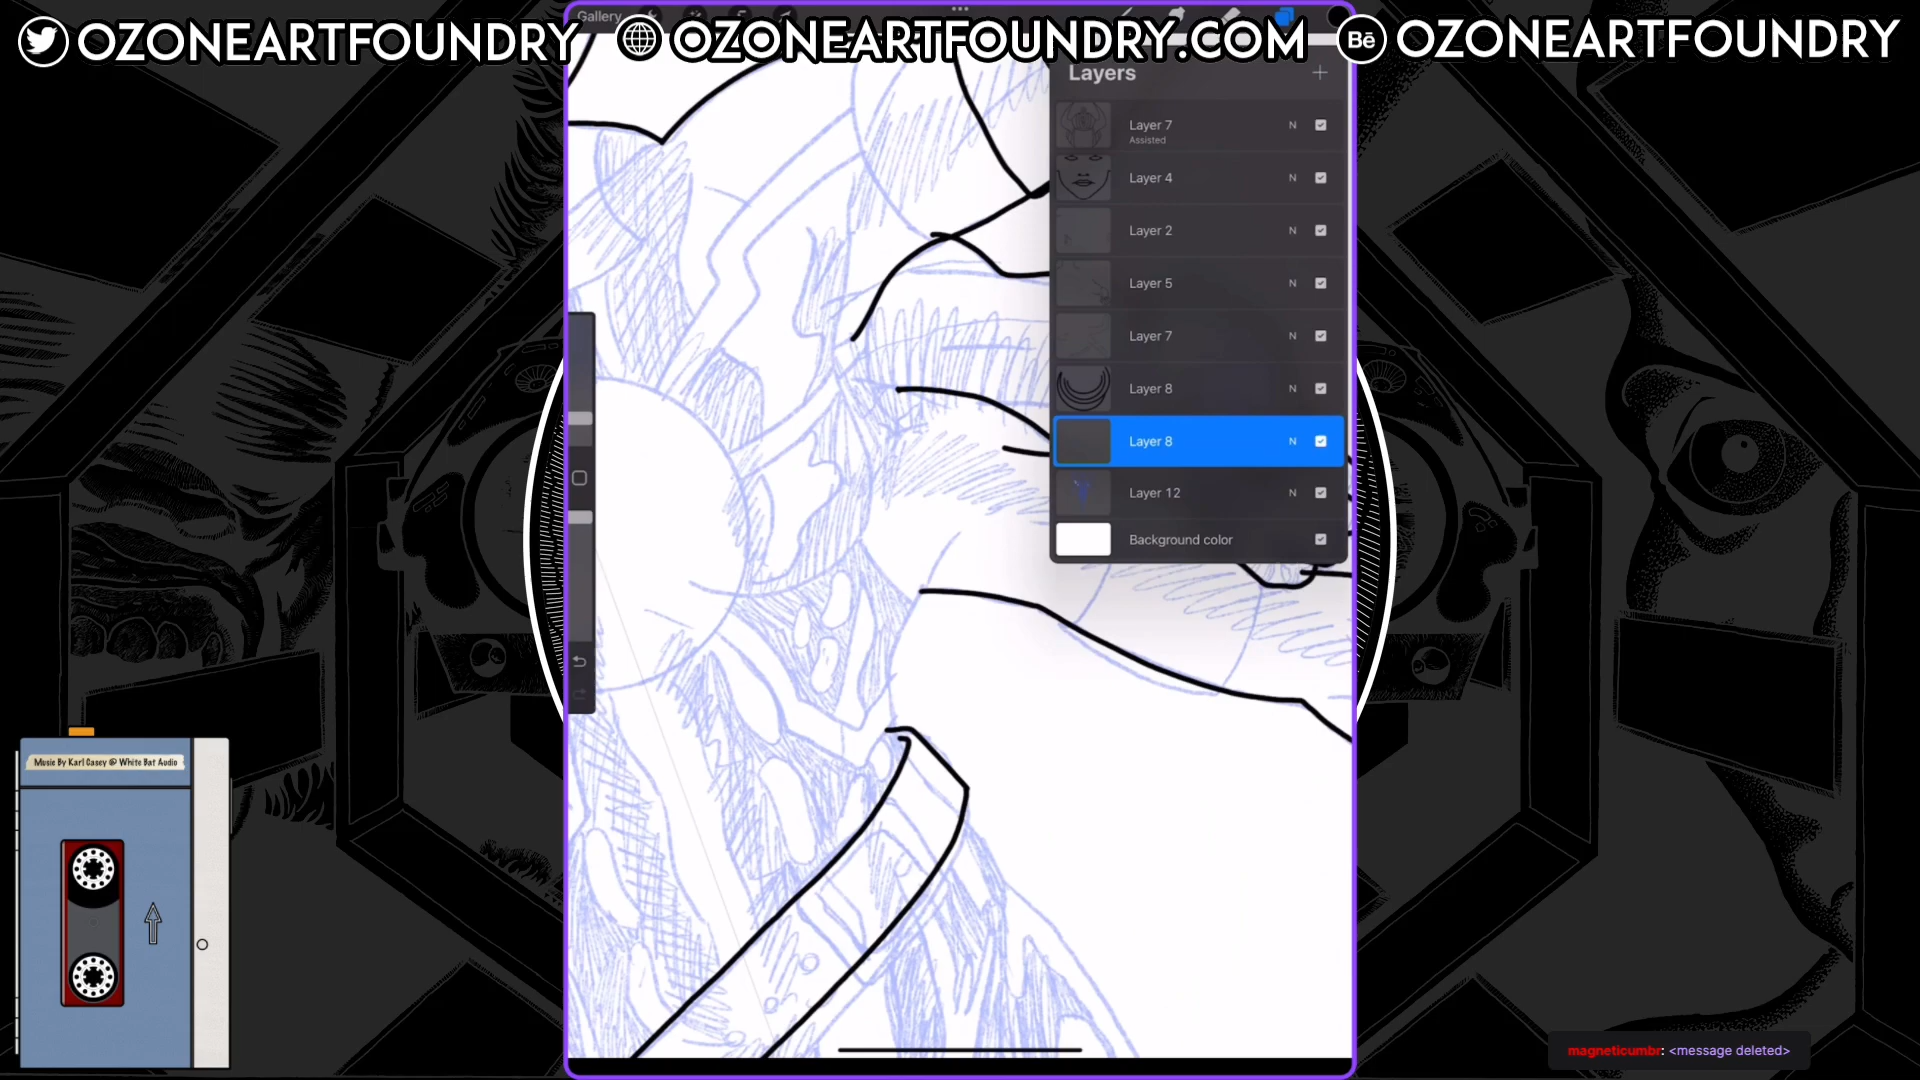 OZONEARTFOUNDRY
OZONEARTFOUNDRY.COM
Bē OZONEARTFOUNDRY
Gallery
Layers
Layer 7 N
Assisted
Layer 4 N
Layer 2 N
Layer 5 N
Layer 7 N
Layer 8 N
Layer 8 N
Layer 12 N
Background color
Music By Karl Casey @ White Bat Audio
magneticumbr: <message deleted>